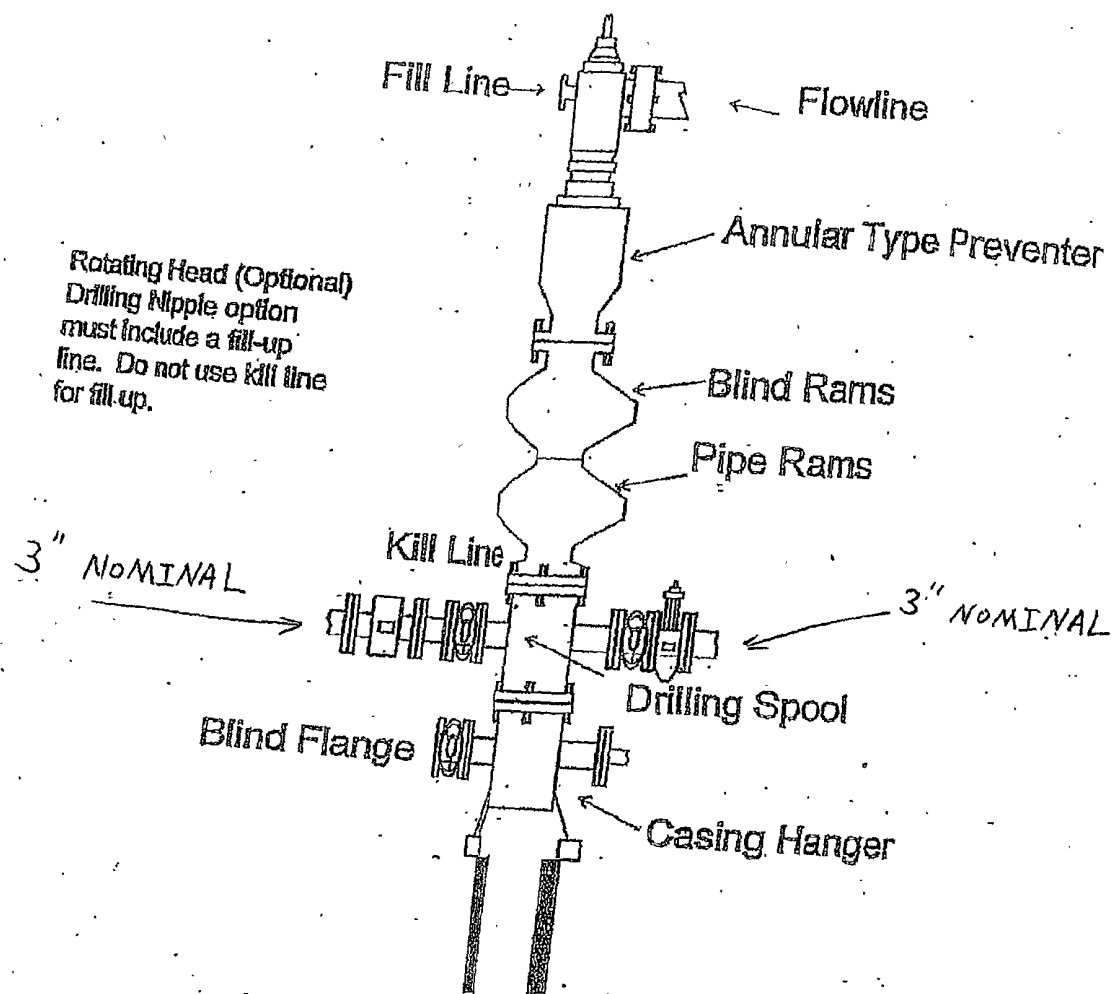 Fill Line
Flowline
Annular Type Preventer
Rotating Head (Optional)
Drilling Nipple option
must include a fill-up
line. Do not use kill line
for fill up.
Blind Rams
Pipe Rams
Kill Line
3" NOMINAL
3" NOMINAL
Drilling Spool
Blind Flange
Casing Hanger